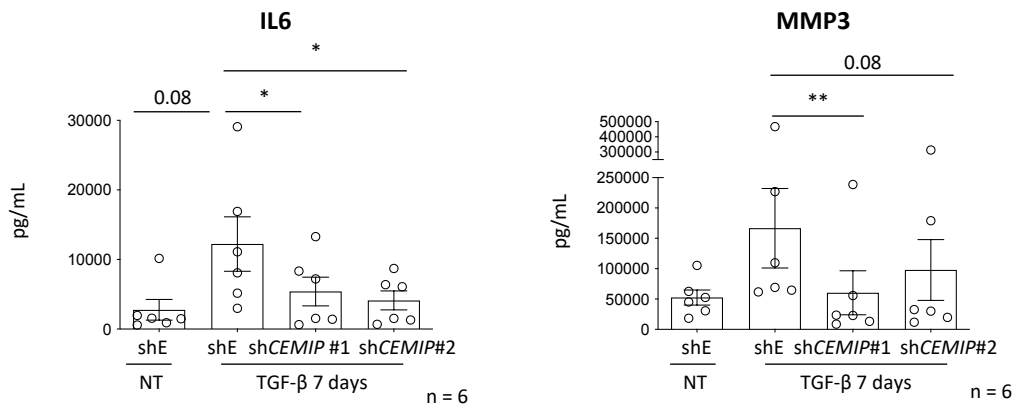 IL6
*
0.08
*
30000
20000
10000
0
pg/mL
shE
shE
shCEMIP #1
shCEMIP#2
NT
TGF-β 7 days
n = 6
MMP3
0.08
**
500000
400000
300000
250000
200000
150000
100000
50000
0
pg/mL
shE
shE
shCEMIP#1
shCEMIP#2
NT
TGF-β 7 days
n = 6